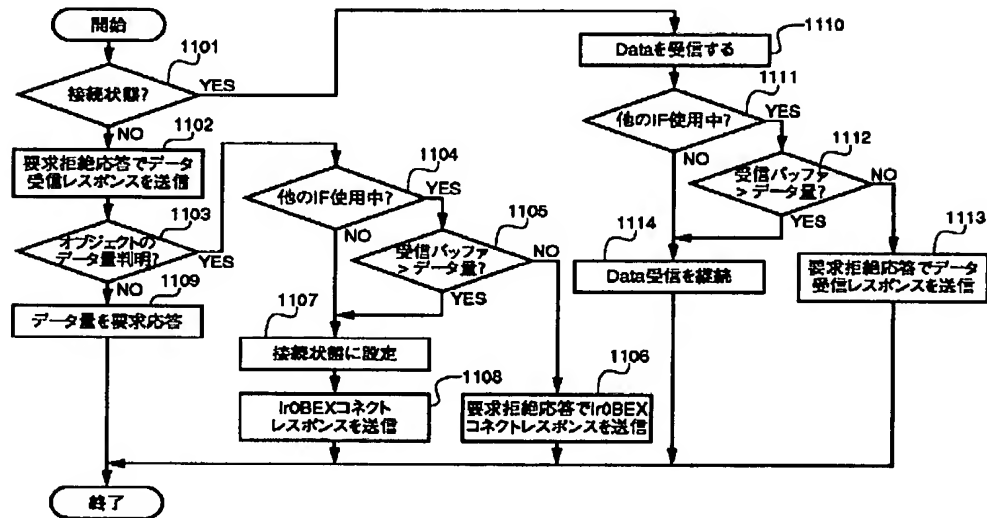 開始
1101
接続状態?
YES
NO
1102
要求拒絶応答でデータ
受信レスポンスを送信
1103
オブジェクトの
データ量判明?
YES
NO
1109
データ量を要求応答
1104
他のIF使用中?
YES
NO
1105
受信バッファ
>データ量?
NO
YES
1107
接続状態に設定
1108
IrOBEXコネクト
レスポンスを送信
1106
要求拒絶応答でIrOBEX
コネクトレスポンスを送信
1110
Dataを受信する
1111
他のIF使用中?
YES
NO
1112
受信バッファ
>データ量?
NO
YES
1114
Data受信を継続
1113
要求拒絶応答でデータ
受信レスポンスを送信
終了